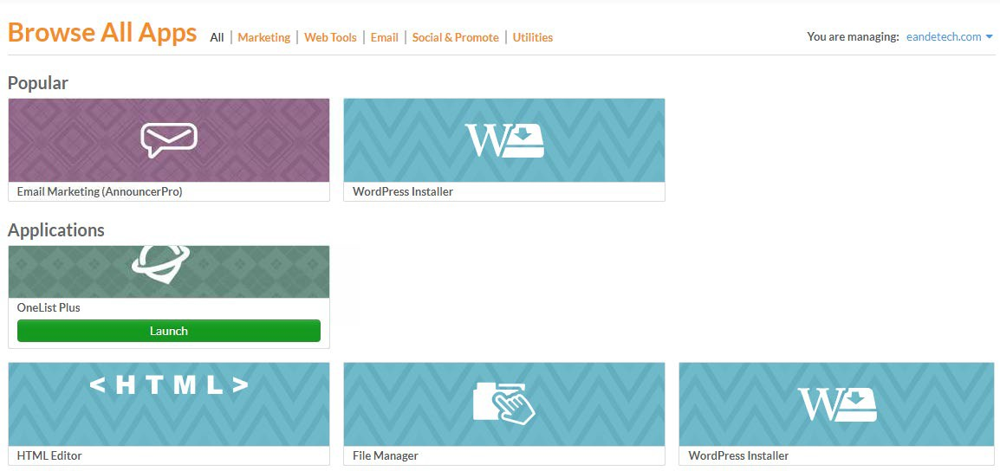 Browse All Apps All | Marketing | Web Tools | Email | Social & Promote | Utilities You are managing: eandetech.com
Popular
Email Marketing (AnnouncerPro) WordPress Installer
Applications
OneList Plus
Launch
<HTML>
HTML Editor File Manager WordPress Installer